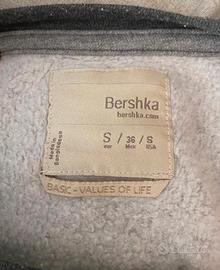 Bershka
bershka.com
S / 36 / S
eur Mex USA
Made in
Bangladesh
BASIC - VALUES OF LIFE